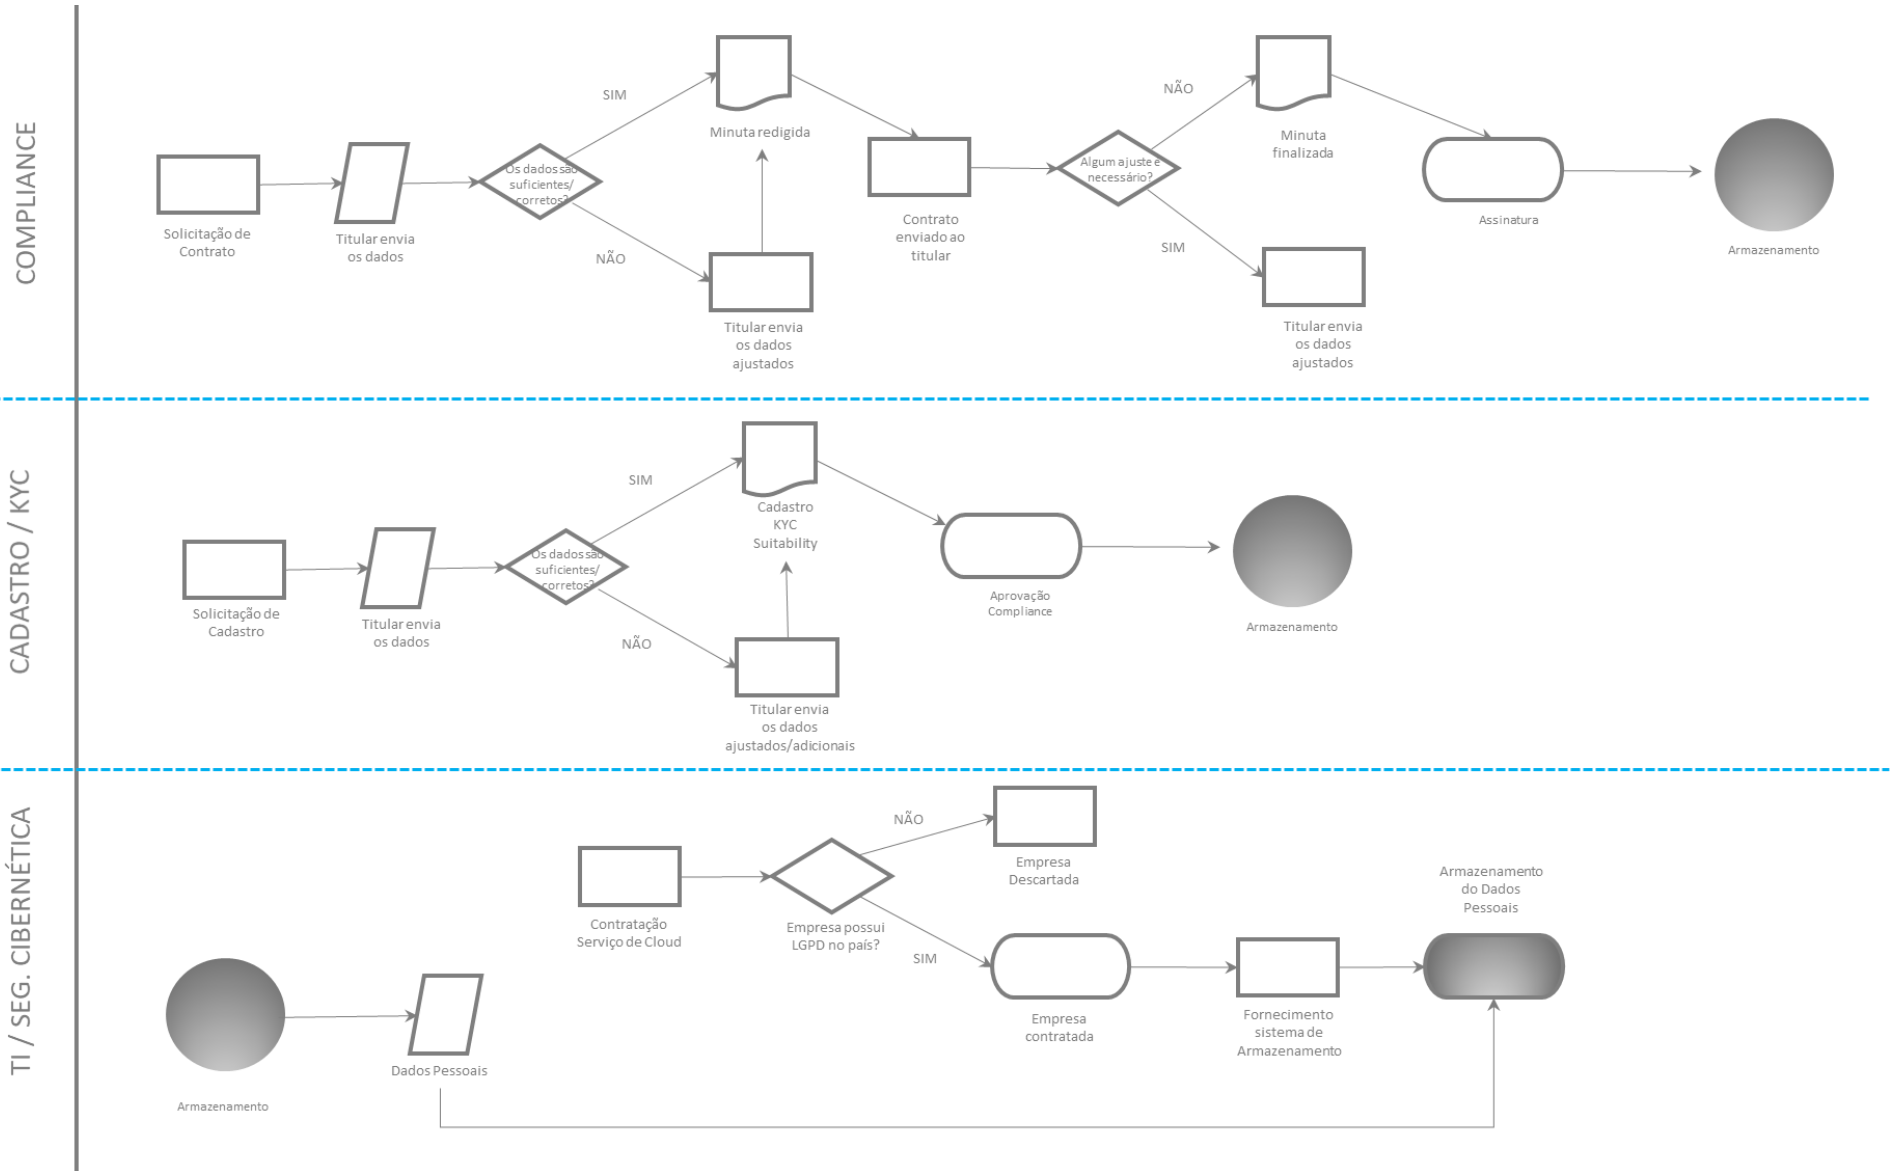 COMPLIANCE
Solicitação de
Contrato
Titular envia
os dados
Os dados são
suficientes/
corretos?
SIM
NÃO
Minuta redigida
Titular envia
os dados
ajustados
Contrato
enviado ao
titular
Algum ajuste e
necessário?
NÃO
SIM
Minuta
finalizada
Titular envia
os dados
ajustados
Assinatura
Armazenamento
CADASTRO / KYC
Solicitação de
Cadastro
Titular envia
os dados
Os dados são
suficientes/
corretos?
SIM
NÃO
Cadastro
KYC
Suitability
Titular envia
os dados
ajustados/adicionais
Aprovação
Compliance
Armazenamento
TI / SEG. CIBERNÉTICA
Armazenamento
Dados Pessoais
Contratação
Serviço de Cloud
Empresa possui
LGPD no país?
NÃO
SIM
Empresa
Descartada
Empresa
contratada
Fornecimento
sistema de
Armazenamento
Armazenamento
do Dados
Pessoais